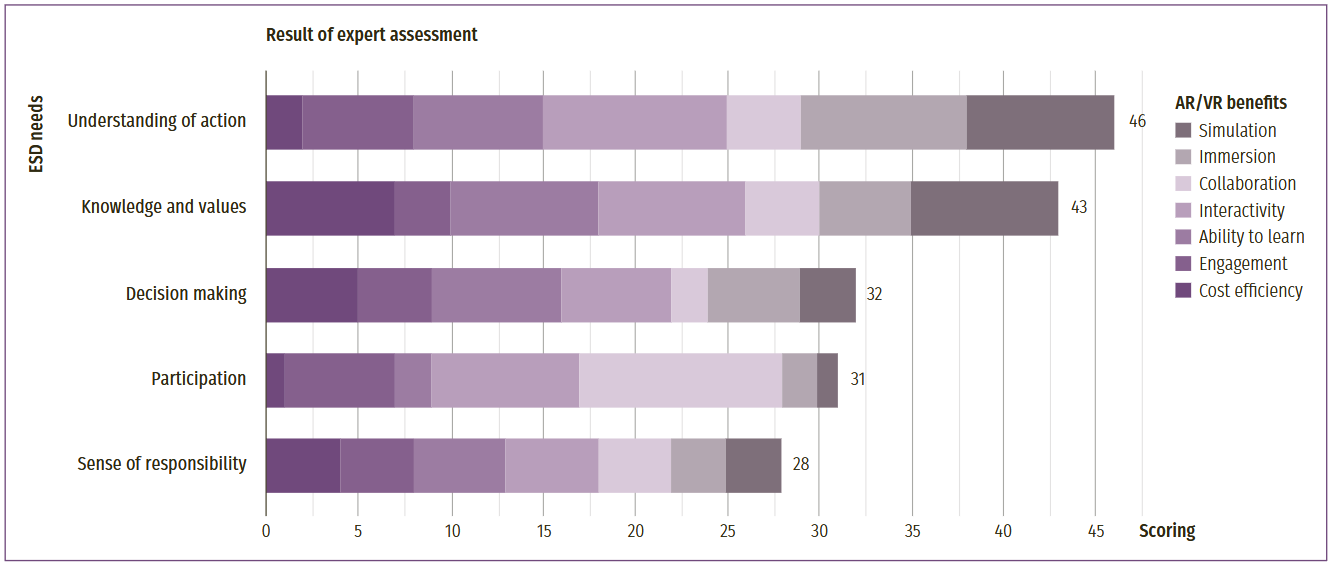 Result of expert assessment
ESD needs
Understanding of action
46
Knowledge and values
43
Decision making
32
Participation
31
Sense of responsibility
28
0 5 10 15 20 25 30 35 40 45 Scoring
AR/VR benefits
Simulation
Immersion
Collaboration
Interactivity
Ability to learn
Engagement
Cost efficiency